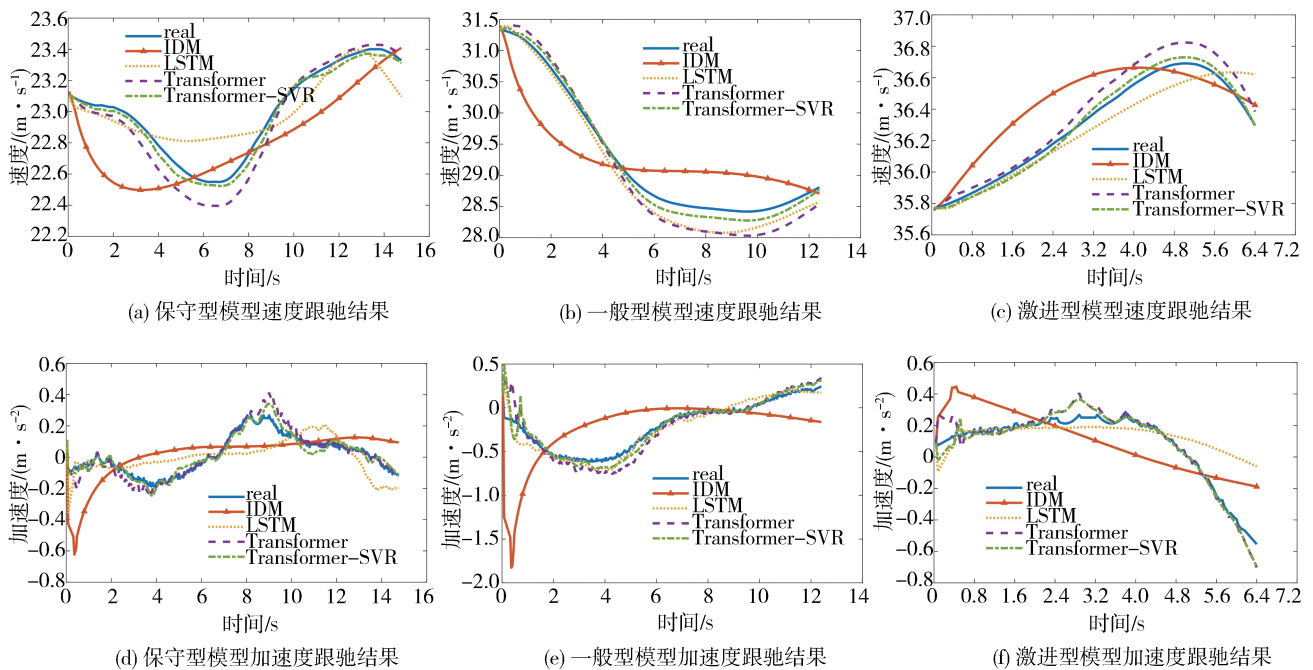 速度/(m·s⁻¹)
23.6
23.4
23.2
23.0
22.8
22.6
22.4
22.2
real
IDM
LSTM
Transformer
Transformer-SVR
0 2 4 6 8 10 12 14 16
时间/s
(a) 保守型模型速度跟驰结果
速度/(m·s⁻¹)
31.5
31.0
30.5
30.0
29.5
29.0
28.5
28.0
real
IDM
LSTM
Transformer
Transformer-SVR
0 2 4 6 8 10 12 14
时间/s
(b) 一般型模型速度跟驰结果
速度/(m·s⁻¹)
37.0
36.8
36.6
36.4
36.2
36.0
35.8
35.6
real
IDM
LSTM
Transformer
Transformer-SVR
0 0.8 1.6 2.4 3.2 4.0 4.8 5.6 6.4 7.2
时间/s
(c) 激进型模型速度跟驰结果
加速度/(m·s⁻²)
0.6
0.4
0.2
0
-0.2
-0.4
-0.6
-0.8
real
IDM
LSTM
Transformer
Transformer-SVR
0 2 4 6 8 10 12 14 16
时间/s
(d) 保守型模型加速度跟驰结果
加速度/(m·s⁻²)
0.5
0
-0.5
-1.0
-1.5
-2.0
real
IDM
LSTM
Transformer
Transformer-SVR
0 2 4 6 8 10 12 14
时间/s
(e) 一般型模型加速度跟驰结果
加速度/(m·s⁻²)
0.6
0.4
0.2
0
-0.2
-0.4
-0.6
-0.8
real
IDM
LSTM
Transformer
Transformer-SVR
0 0.8 1.6 2.4 3.2 4.0 4.8 5.6 6.4 7.2
时间/s
(f) 激进型模型加速度跟驰结果